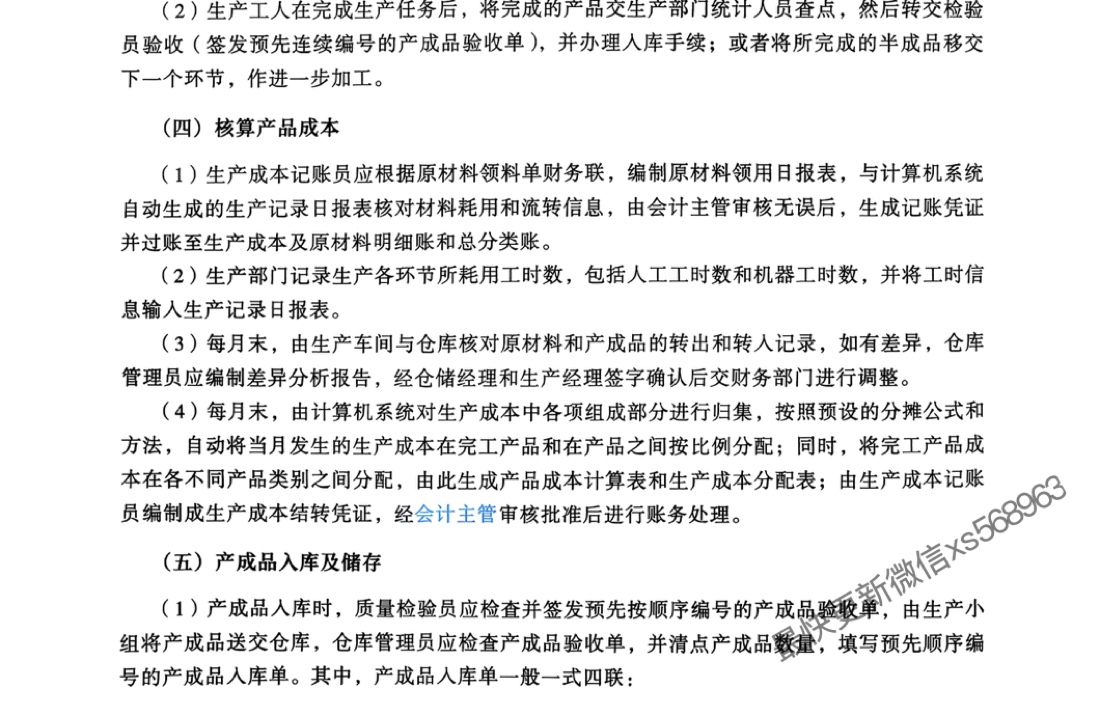 （2）生产工人在完成生产任务后，将完成的产品交生产部门统计人员查点，然后转交检验
员验收（签发预先连续编号的产成品验收单），并办理入库手续；或者将所完成的半成品移交
下一个环节，作进一步加工。
（四）核算产品成本
（1）生产成本记账员应根据原材料领料单财务联，编制原材料领用日报表，与计算机系统
自动生成的生产记录日报表核对材料耗用和流转信息，由会计主管审核无误后，生成记账凭证
并过账至生产成本及原材料明细账和总分类账。
（2）生产部门记录生产各环节所耗用工时数，包括人工工时数和机器工时数，并将工时信
息输入生产记录日报表。
（3）每月末，由生产车间与仓库核对原材料和产成品的转出和转入记录，如有差异，仓库
管理员应编制差异分析报告，经仓储经理和生产经理签字确认后交财务部门进行调整。
（4）每月末，由计算机系统对生产成本中各项组成部分进行归集，按照预设的分摊公式和
方法，自动将当月发生的生产成本在完工产品和在产品之间按比例分配；同时，将完工产品成
本在各不同产品类别之间分配，由此生成产品成本计算表和生产成本分配表；由生产成本记账
员编制成生产成本结转凭证，经会计主管审核批准后进行账务处理。
（五）产成品入库及储存
（1）产成品入库时，质量检验员应检查并签发预先按顺序编号的产成品验收单，由生产小
组将产成品送交仓库，仓库管理员应检查产成品验收单，并清点产成品数量，填写预先顺序编
号的产成品入库单。其中，产成品入库单一般一式四联：
最快更新微信xs568963